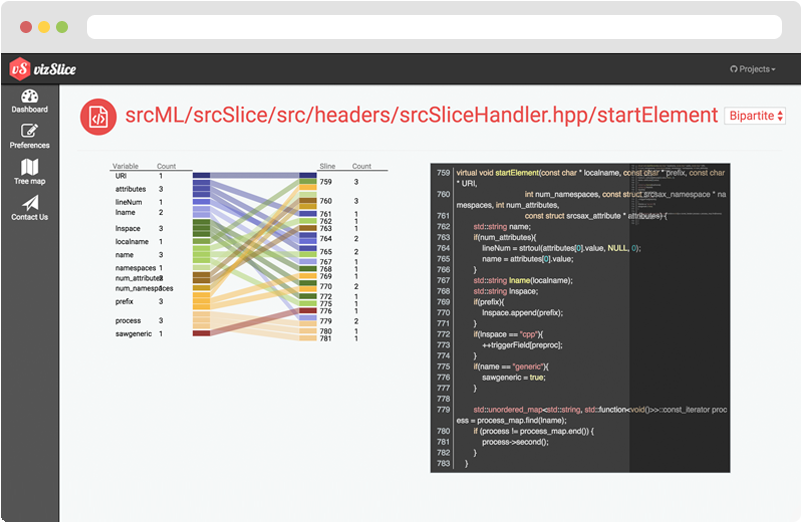 vS vizSlice
Projects
Dashboard
Preferences
Tree map
Contact Us
srcML/srcSlice/src/headers/srcSliceHandler.hpp/startElement
Bipartite
Variable Count
URI 1
attributes 3
lineNum 1
lname 2
lnspace 3
localname 1
name 3
namespaces 1
num_attributes
num_namespaces
prefix 3
process 3
sawgeneric 1
Sline Count
759 3
760 3
761 1
762 1
763 1
764 2
765 2
767 1
768 1
769 1
770 2
772 1
775 1
776 1
779 2
780 1
781 1
759 virtual void startElement(const char * localname, const char * prefix, const char
* URI,
760 int num_namespaces, const struct srcsax_namespace * na
mespaces, int num_attributes,
761 const struct srcsax_attribute * attributes) {
762 std::string name;
763 if(num_attributes){
764 lineNum = strtoul(attributes[0].value, NULL, 0);
765 name = attributes[0].value;
766 }
767 std::string lname(localname);
768 std::string lnspace;
769 if(prefix){
770 lnspace.append(prefix);
771 }
772 if(lnspace == "cpp"){
773 ++triggerField[preproc];
774 }
775 if(name == "generic"){
776 sawgeneric = true;
777 }
778
779 std::unordered_map<std::string, std::function<void()>>::const_iterator proc
ess = process_map.find(lname);
780 if (process != process_map.end()) {
781 process->second();
782 }
783 }